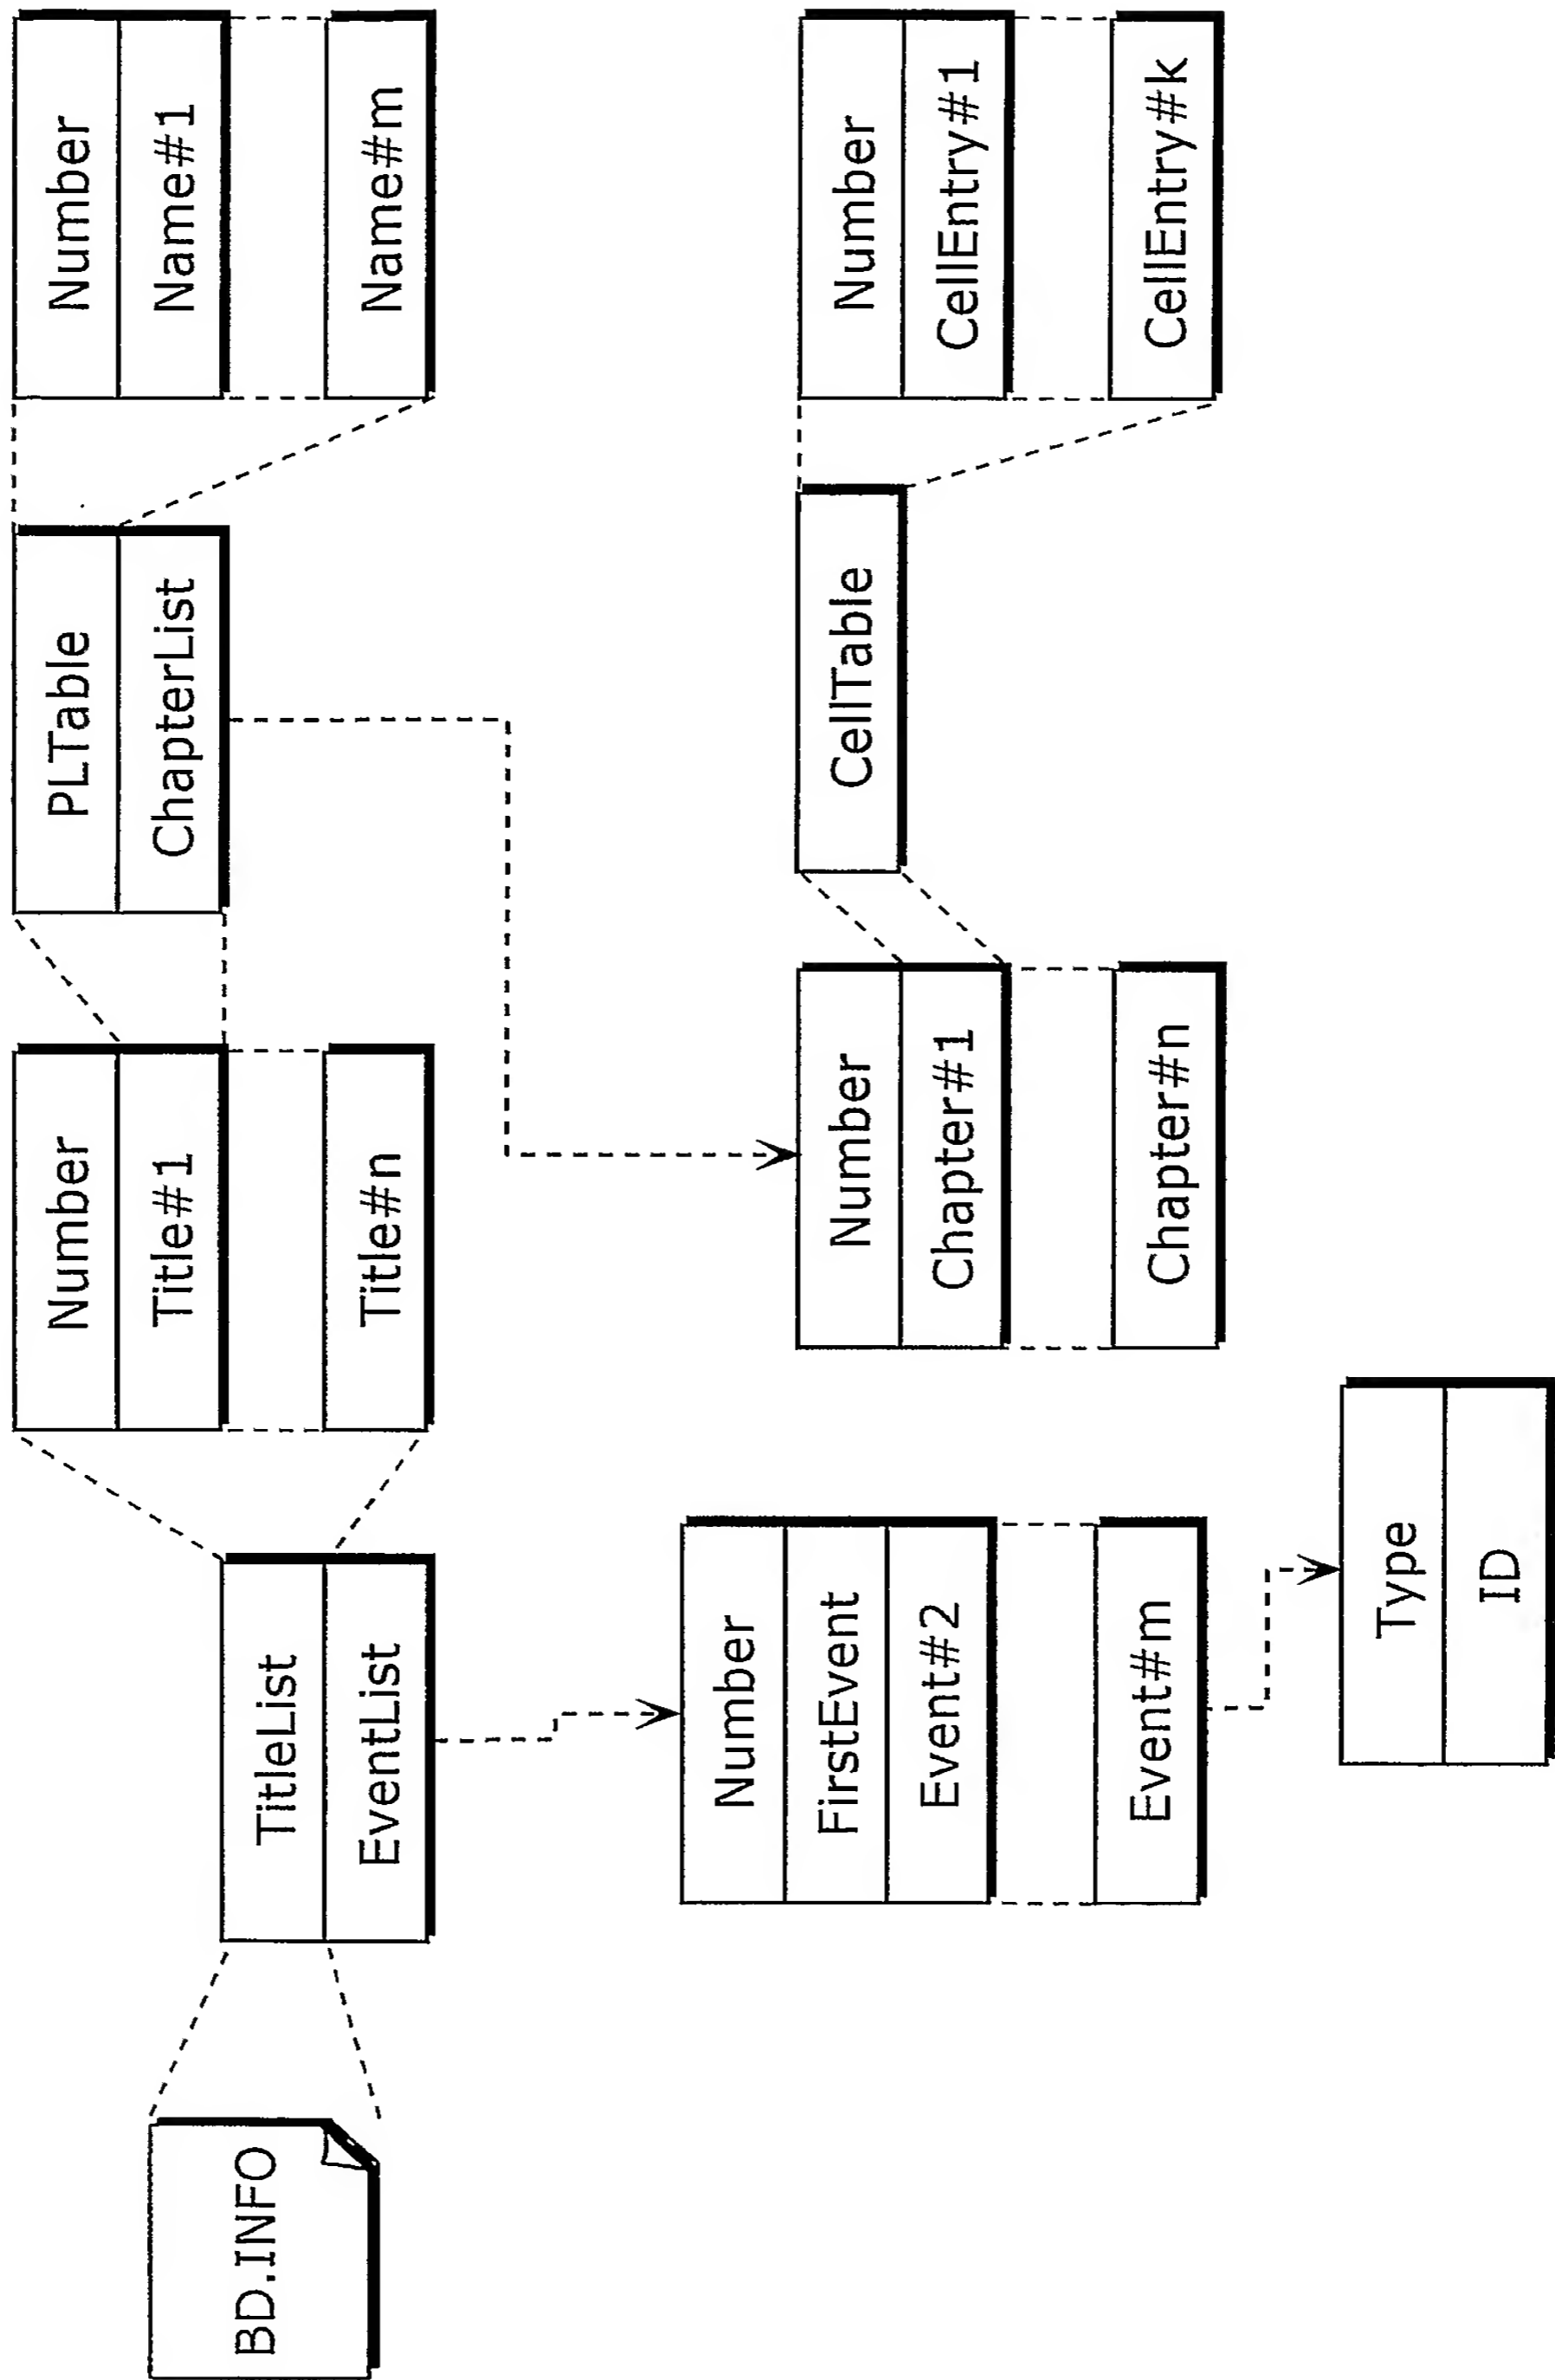 BD.INFO
TitleList
EventList
Number
Title#1
Title#n
PLTable
ChapterList
Number
Name#1
Name#m
Number
FirstEvent
Event#2
Event#m
Type
ID
Number
Chapter#1
Chapter#n
CellTable
Number
CellEntry#1
CellEntry#k